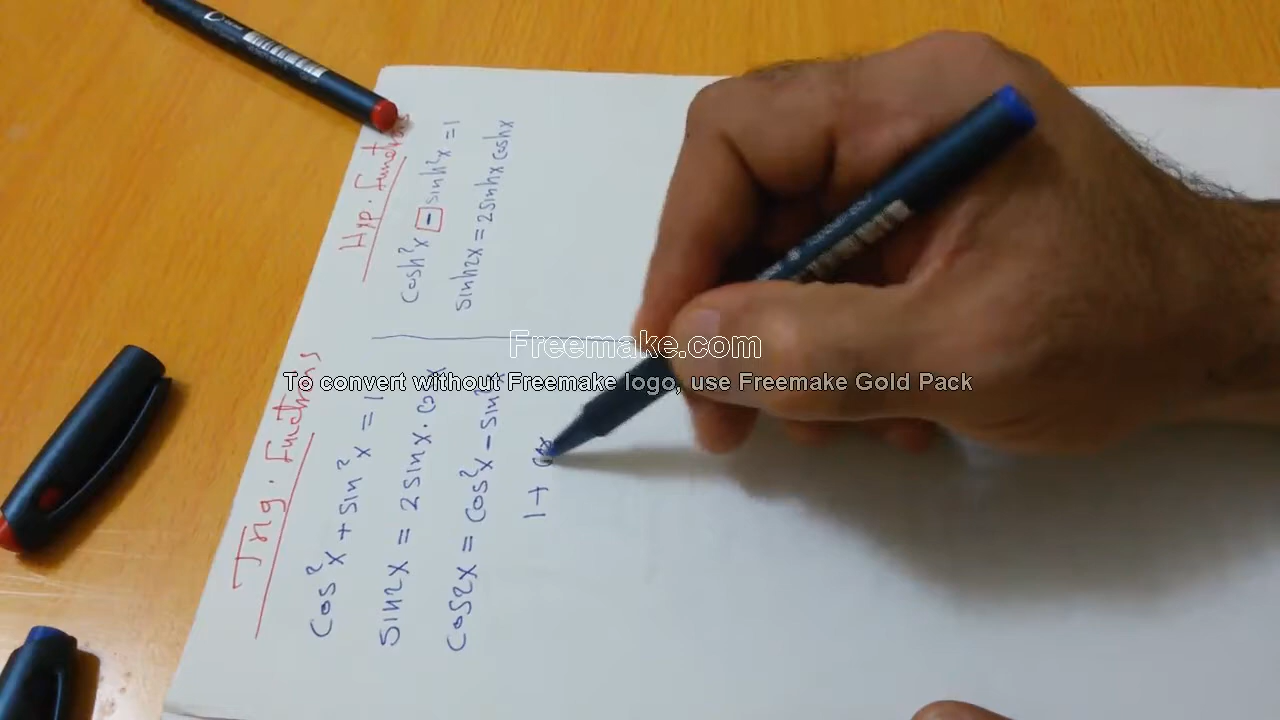 Trig. Functions
cos²x + sin²x = 1
sin2x = 2sinx.cosx
cos2x = cos²x - sin²x
1 +
Hyp. Functions
cosh²x - sinh²x = 1
sinh2x = 2sinhx coshx
Freemake.com
To convert without Freemake logo, use Freemake Gold Pack